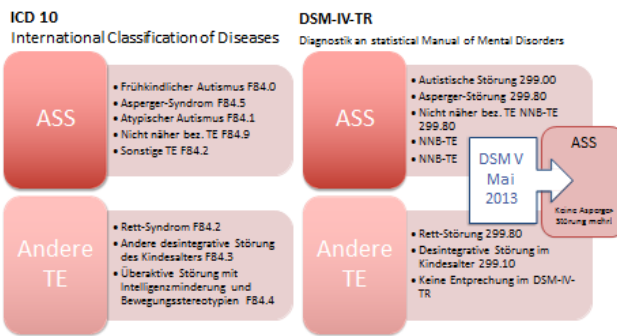 ICD 10
International Classification of Diseases
ASS
• Frühkindlicher Autismus F84.0
• Asperger-Syndrom F84.5
• Atypischer Autismus F84.1
• Nicht näher bez. TE F84.9
• Sonstige TE F84.2
Andere
TE
• Rett-Syndrom F84.2
• Andere desintegrative Störung
des Kindesalters F84.3
• Überaktive Störung mit
Intelligenzminderung und
Bewegungsstereotypien F84.4
DSM-IV-TR
Diagnostik an statistical Manual of Mental Disorders
ASS
• Autistische Störung 299.00
• Asperger-Störung 299.80
• Nicht näher bez. TE NNB-TE
299.80
• NNB-TE
• NNB-TE
Andere
TE
• Rett-Störung 299.80
• Desintegrative Störung im
Kindesalter 299.10
• Keine Entprechung im DSM-IV-
TR
DSM V
Mai
2013
ASS
Keine Asperger-
Störung mehr!